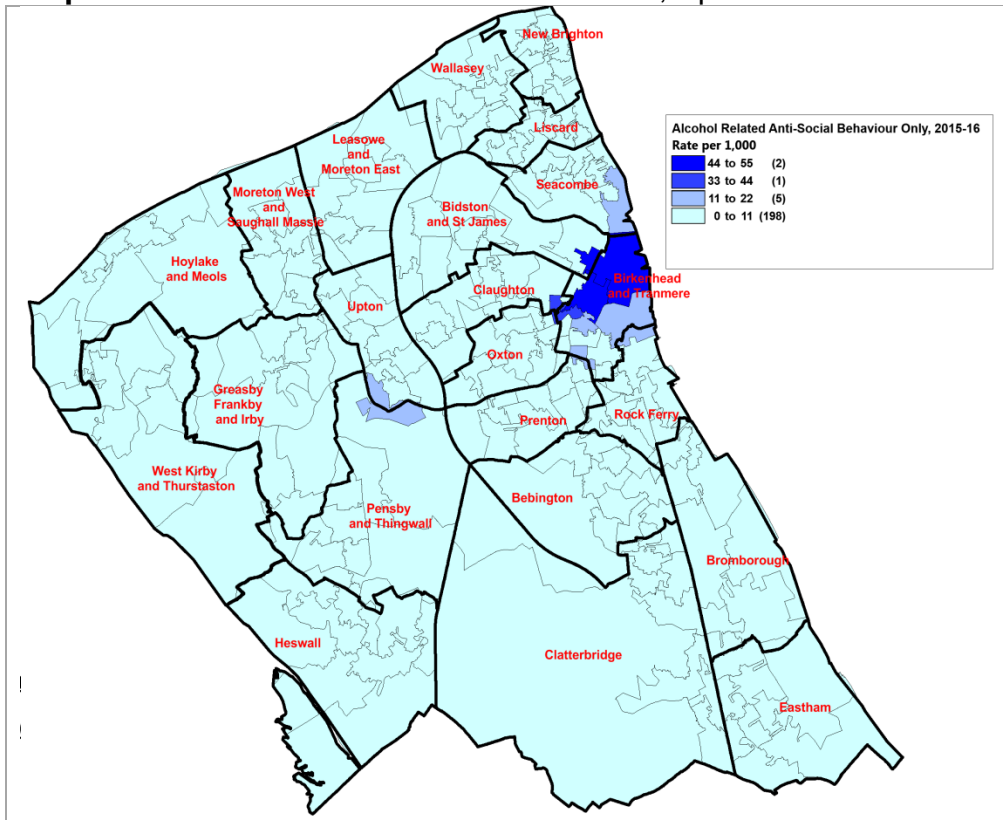 New Brighton
Wallasey
Liscard
Leasowe
and
Moreton East
Seacombe
Moreton West
and
Saughall Massie
Bidston
and St James
Hoylake
and Meols
Birkenhead
and Tranmere
Claughton
Upton
Oxton
Greasby
Frankby
and Irby
Prenton
Rock Ferry
West Kirby
and Thurstaston
Bebington
Pensby
and Thingwall
Bromborough
Heswall
Clatterbridge
Eastham
Alcohol Related Anti-Social Behaviour Only, 2015-16
Rate per 1,000
44 to 55 (2)
33 to 44 (1)
11 to 22 (5)
0 to 11 (198)